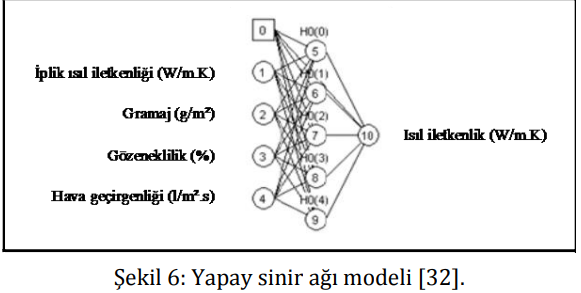 0
H0(0)
5
İplik ısıl iletkenliği (W/m.K)
1
H0(1)
6
Gramaj (g/m²)
2
H0(2)
7
10
Isıl iletkenlik (W/m.K)
Gözeneklilik (%)
3
H0(3)
8
Hava geçirgenliği (l/m².s)
4
H0(4)
9
Şekil 6: Yapay sinir ağı modeli [32].